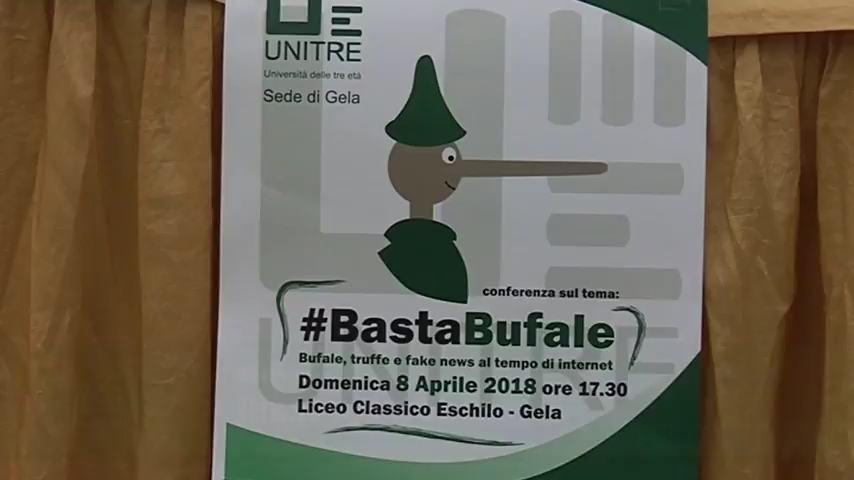 UNITRE
Università delle tre età
Sede di Gela
conferenza sul tema:
#BastaBufale
Bufale, truffe e fake news al tempo di internet
Domenica 8 Aprile 2018 ore 17.30
Liceo Classico Eschilo - Gela
UNITRE